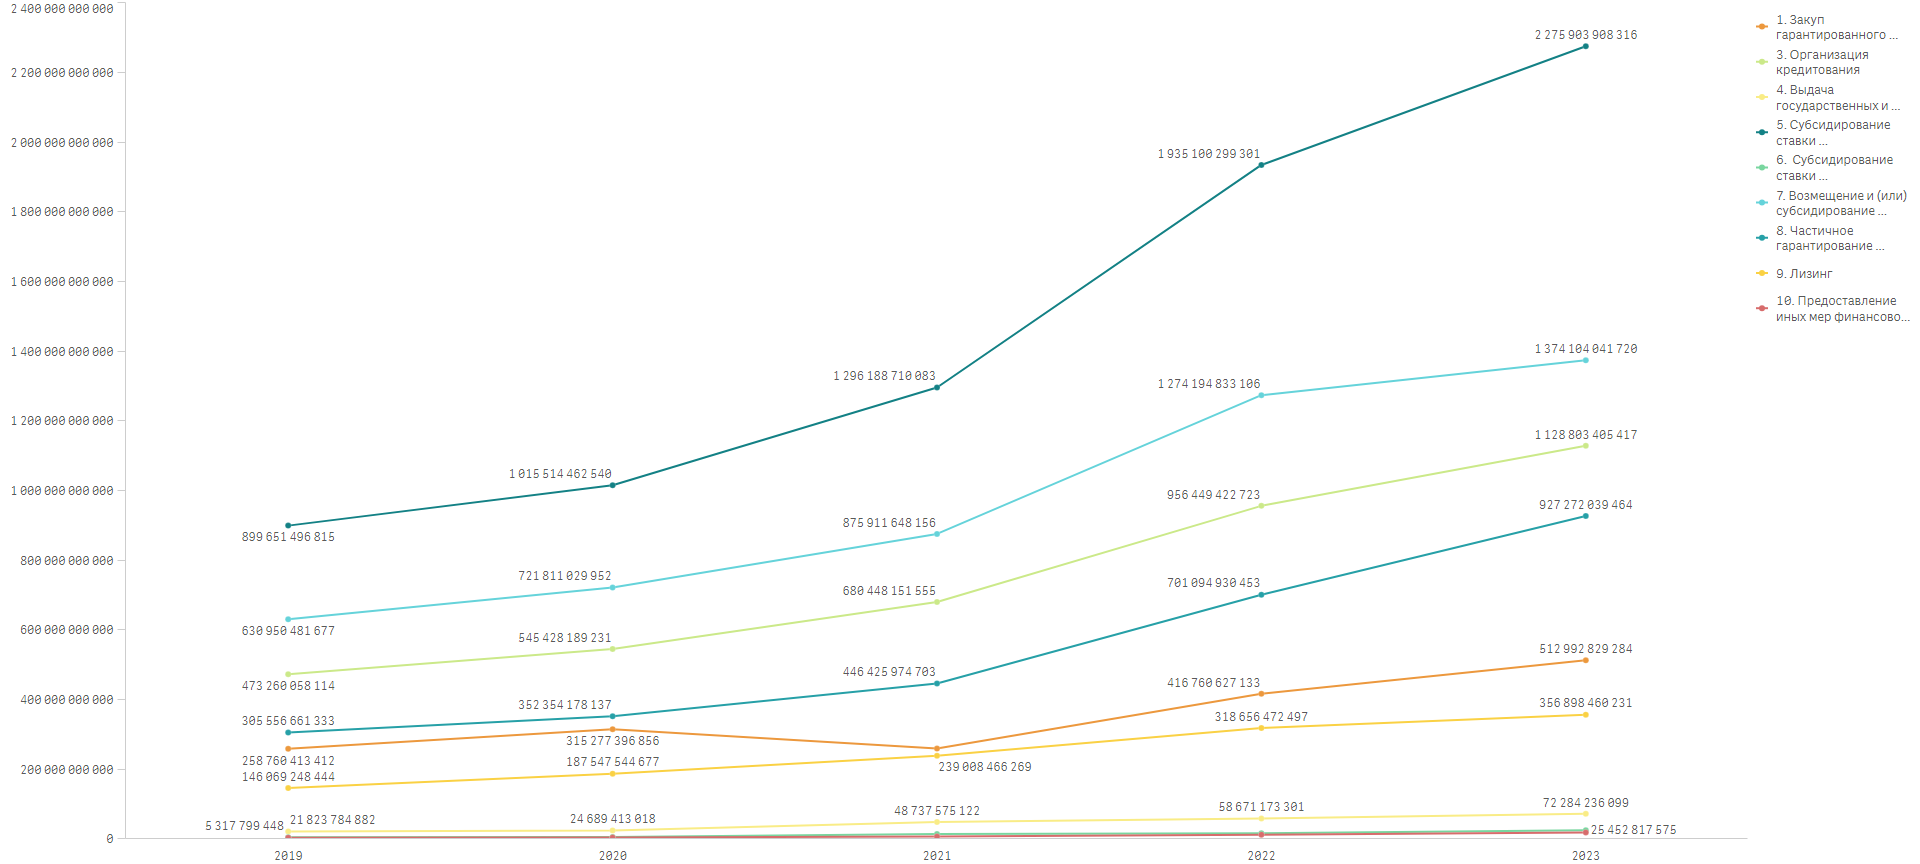 2 400 000 000 000
2 200 000 000 000
2 000 000 000 000
1 800 000 000 000
1 600 000 000 000
1 400 000 000 000
1 200 000 000 000
1 000 000 000 000
800 000 000 000
600 000 000 000
400 000 000 000
200 000 000 000
0
2 275 903 908 316
1 935 100 299 301
1 296 188 710 083
1 015 514 462 540
899 651 496 815
1 374 104 041 720
1 274 194 833 106
875 911 648 156
721 811 029 952
630 950 481 677
1 128 803 405 417
956 449 422 723
680 448 151 555
545 428 189 231
473 260 058 114
927 272 039 464
701 094 930 453
446 425 974 703
352 354 178 137
305 556 661 333
512 992 829 284
416 760 627 133
315 277 396 856
258 760 413 412
356 898 460 231
318 656 472 497
239 008 466 269
187 547 544 677
146 069 248 444
72 284 236 099
58 671 173 301
48 737 575 122
24 689 413 018
21 823 784 882
5 317 799 448
25 452 817 575
2019
2020
2021
2022
2023
1. Закуп
гарантированного ...
3. Организация
кредитования
4. Выдача
государственных и ...
5. Субсидирование
ставки ...
6. Субсидирование
ставки ...
7. Возмещение и (или)
субсидирование ...
8. Частичное
гарантирование ...
9. Лизинг
10. Предоставление
иных мер финансово...